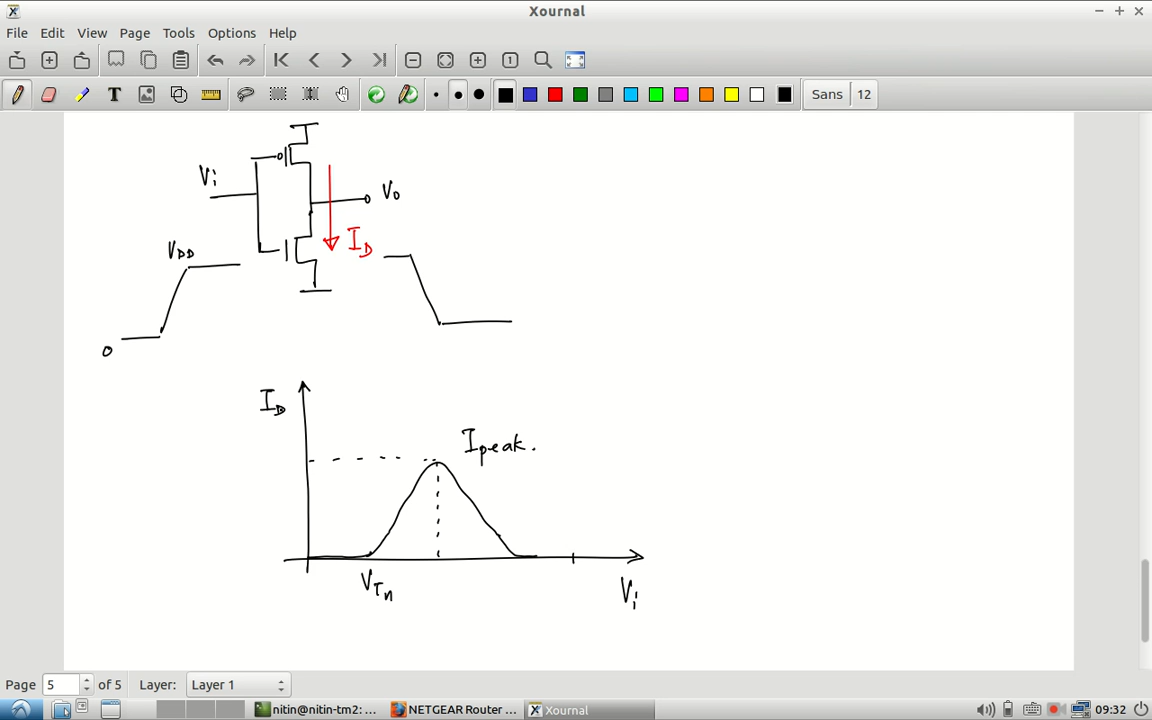 Xournal
File Edit View Page Tools Options Help
Sans 12
Vi
Vo
VDD
ID
0
ID
Ipeak.
VTn
Vi
Page 5 of 5 Layer: Layer 1
nitin@nitin-tm2: ... NETGEAR Router ... Xournal 09:32